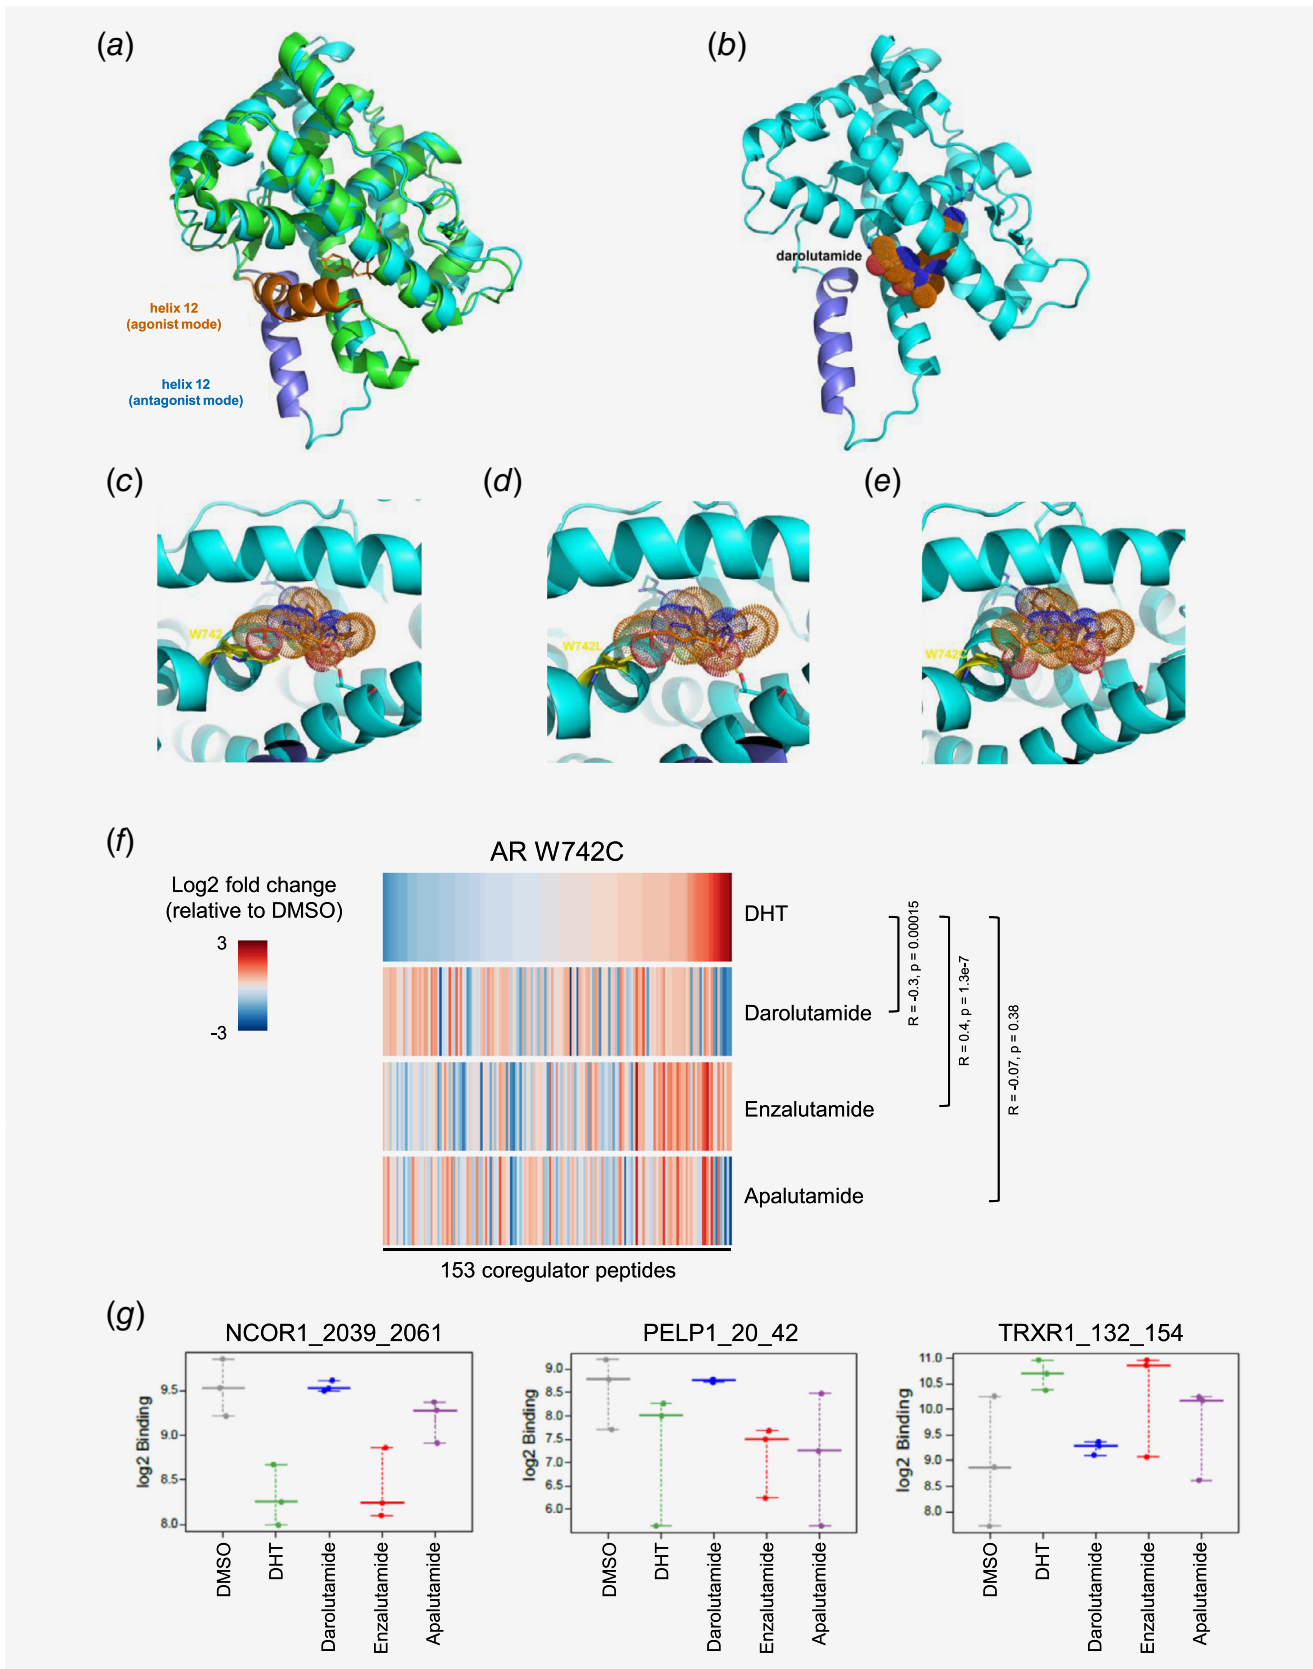 (a)
(b)
helix 12
(agonist mode)
helix 12
(antagonist mode)
darolutamide
(c)
(d)
(e)
W742
W742L
W742C
(f)
AR W742C
Log2 fold change
(relative to DMSO)
3
-3
DHT
Darolutamide
Enzalutamide
Apalutamide
R = -0.3, p = 0.00015
R = 0.4, p = 1.3e-7
R = -0.07, p = 0.38
153 coregulator peptides
(g)
NCOR1_2039_2061
log2 Binding
9.5
9.0
8.5
8.0
DMSO
DHT
Darolutamide
Enzalutamide
Apalutamide
PELP1_20_42
log2 Binding
9.0
8.5
8.0
7.5
7.0
6.5
6.0
DMSO
DHT
Darolutamide
Enzalutamide
Apalutamide
TRXR1_132_154
log2 Binding
11.0
10.5
10.0
9.5
9.0
8.5
8.0
DMSO
DHT
Darolutamide
Enzalutamide
Apalutamide